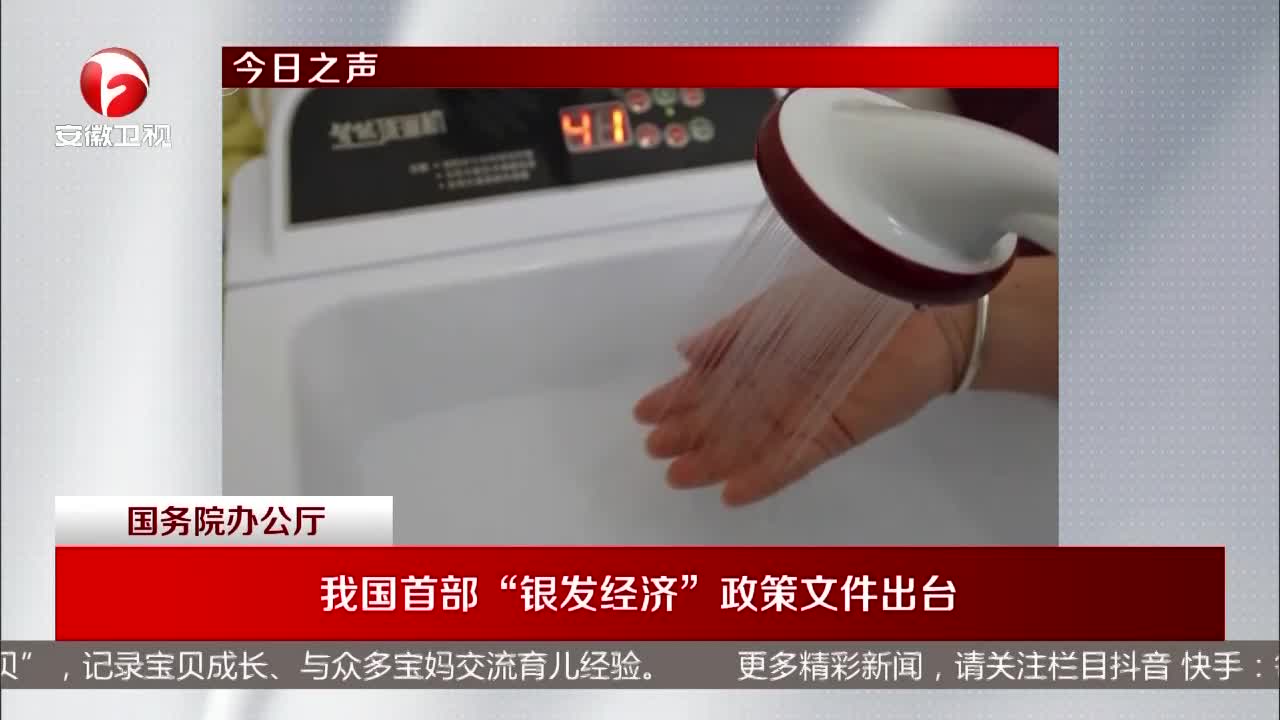 今日之声
安徽卫视
41
国务院办公厅
我国首部“银发经济”政策文件出台
贝”,记录宝贝成长、与众多宝妈交流育儿经验。 更多精彩新闻,请关注栏目抖音 快手: